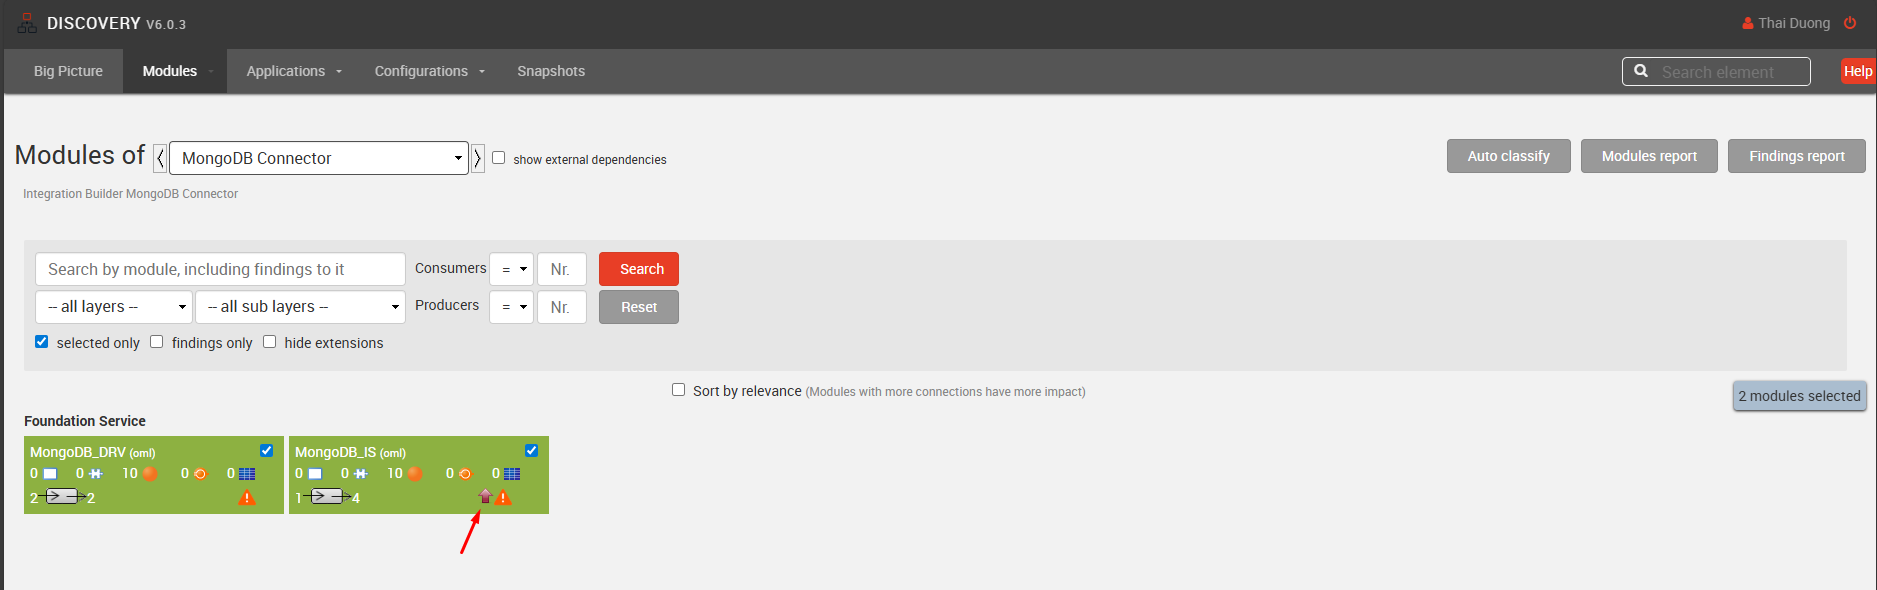 DISCOVERY V6.0.3
Thai Duong
Big Picture Modules Applications Configurations Snapshots Search element Help
Modules of MongoDB Connector show external dependencies Auto classify Modules report Findings report
Integration Builder MongoDB Connector
Search by module, including findings to it Consumers = Nr. Search
-- all layers -- -- all sub layers -- Producers = Nr. Reset
selected only findings only hide extensions
Sort by relevance (Modules with more connections have more impact)
2 modules selected
Foundation Service
MongoDB_DRV (oml)
0 0 10 0 0
2 2
MongoDB_IS (oml)
0 0 10 0 0
1 4